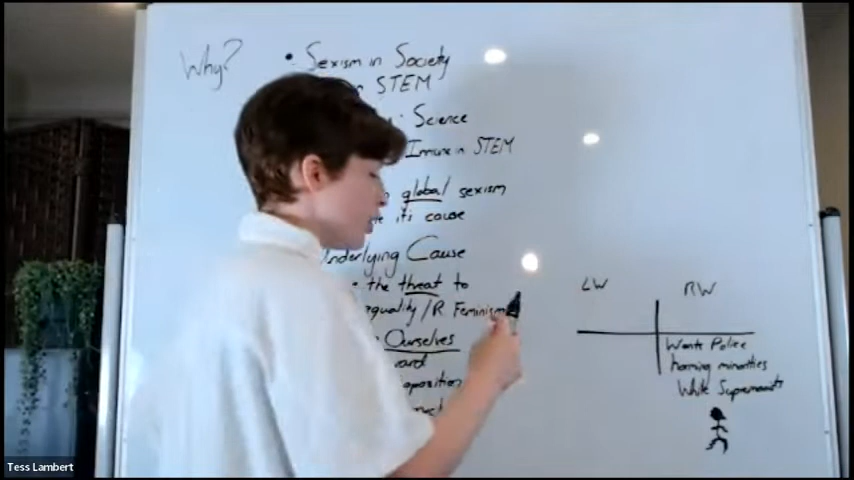 Why?
• Sexism in Society
STEM
Science
Immune in STEM
global sexism
its cause
Underlying Cause
the threat to
equality/R Feminism
Ourselves
oposition
LW
RW
Wants Police
harming minorities
White Supremacists
Tess Lambert